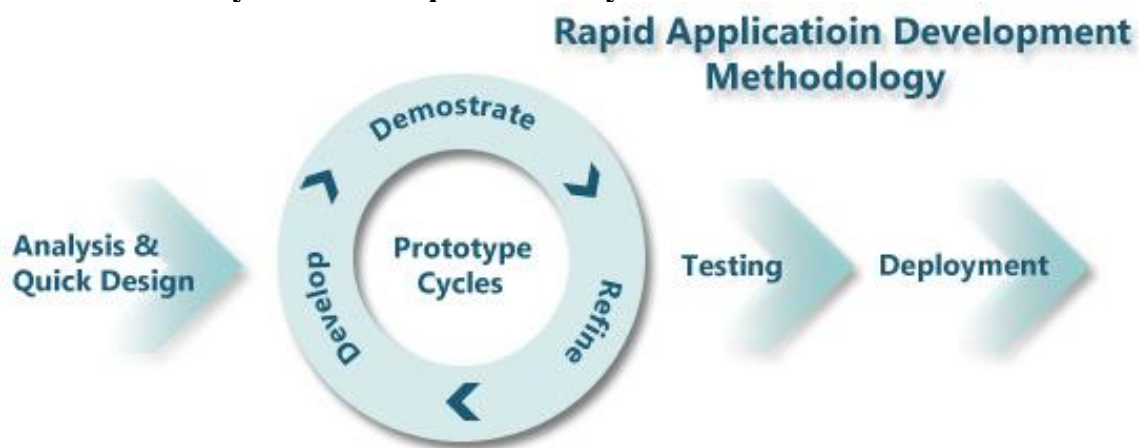 Rapid Applicatioin Development
Methodology
Demostrate
Analysis &
Quick Design
Prototype
Cycles
Develop
Refine
Testing
Deployment